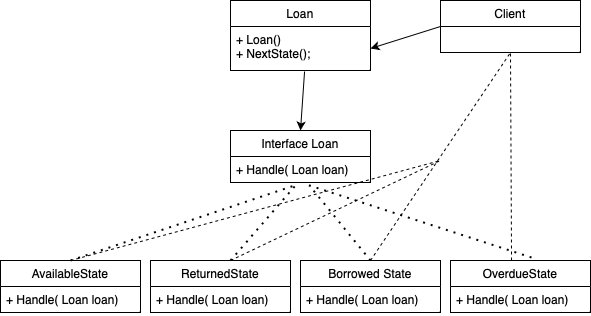 Loan
+ Loan()
+ NextState();
Client
Interface Loan
+ Handle( Loan loan)
AvailableState
+ Handle( Loan loan)
ReturnedState
+ Handle( Loan loan)
Borrowed State
+ Handle( Loan loan)
OverdueState
+ Handle( Loan loan)